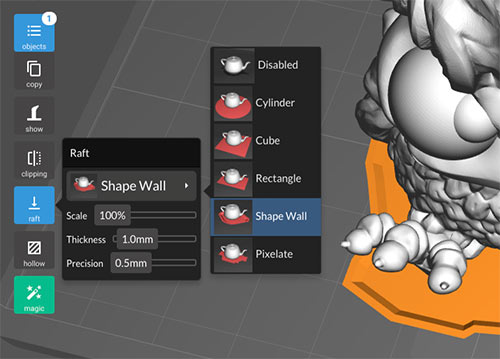 1
objects
copy
show
clipping
raft
hollow
magic
Raft
Shape Wall
Scale 100%
Thickness 1.0mm
Precision 0.5mm
Disabled
Cylinder
Cube
Rectangle
Shape Wall
Pixelate